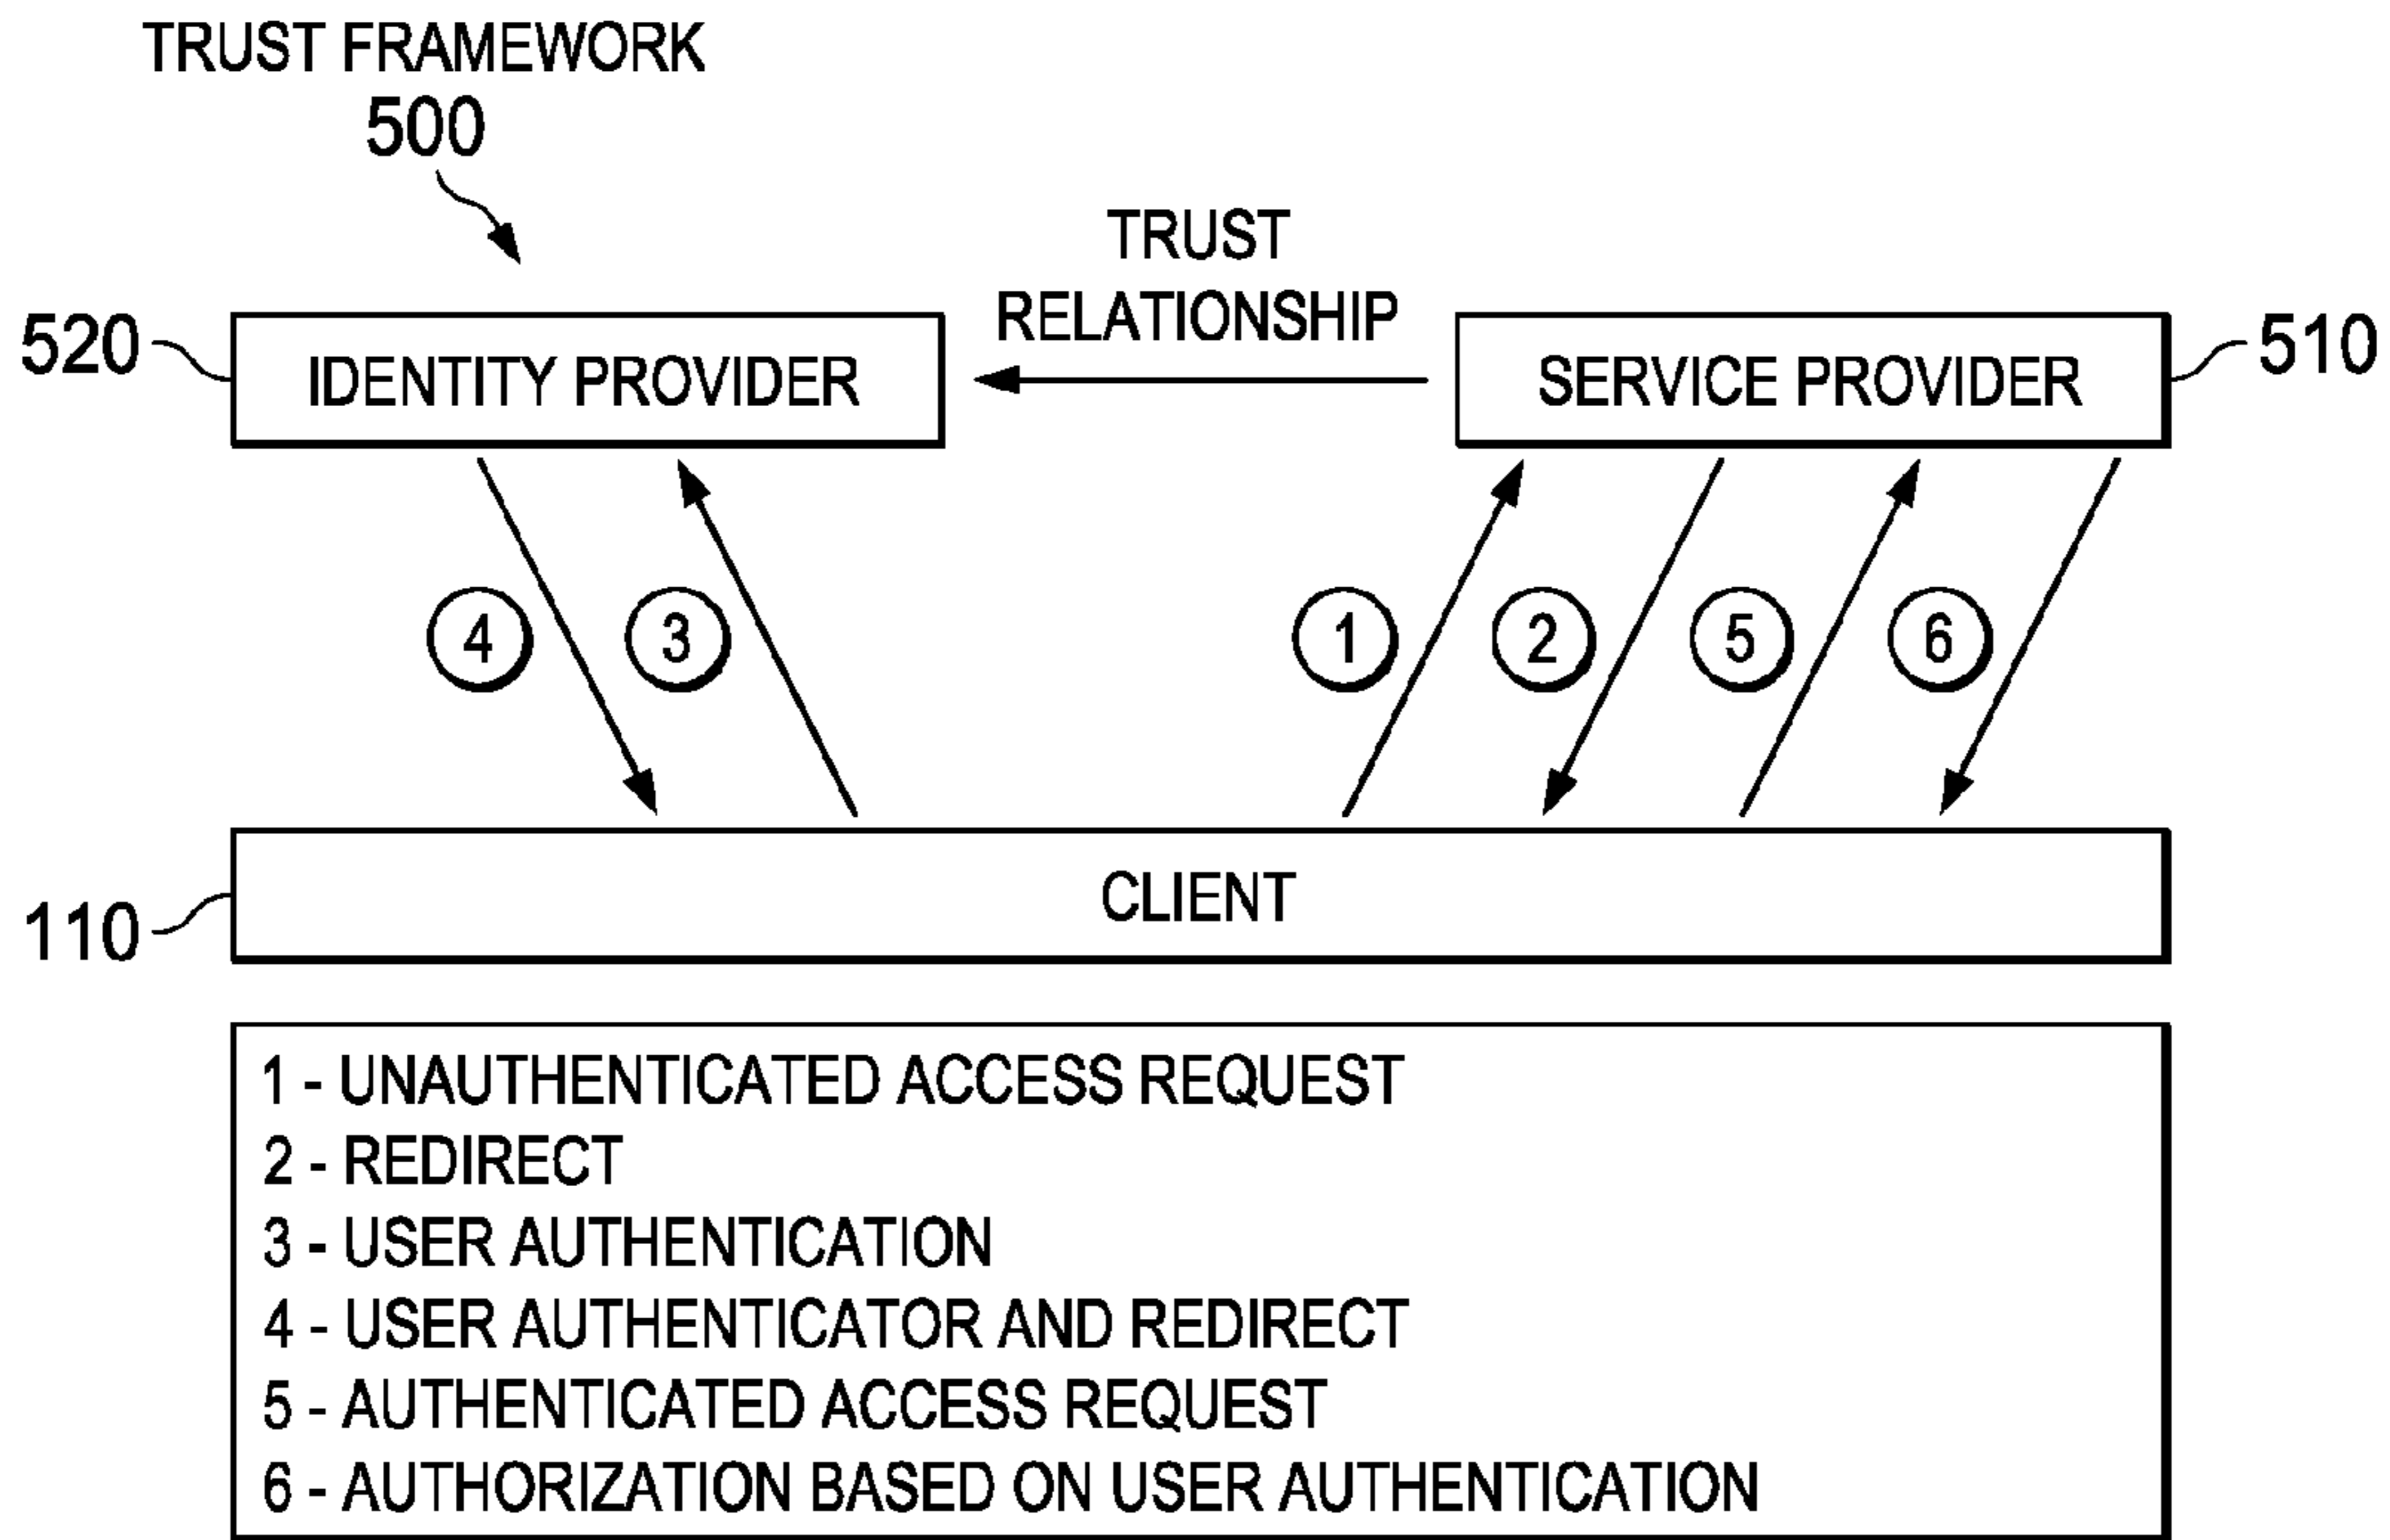 TRUST FRAMEWORK
500
TRUST
RELATIONSHIP
520
IDENTITY PROVIDER
SERVICE PROVIDER
510
4
3
1
2
5
6
110
CLIENT
1 - UNAUTHENTICATED ACCESS REQUEST
2 - REDIRECT
3 - USER AUTHENTICATION
4 - USER AUTHENTICATOR AND REDIRECT
5 - AUTHENTICATED ACCESS REQUEST
6 - AUTHORIZATION BASED ON USER AUTHENTICATION